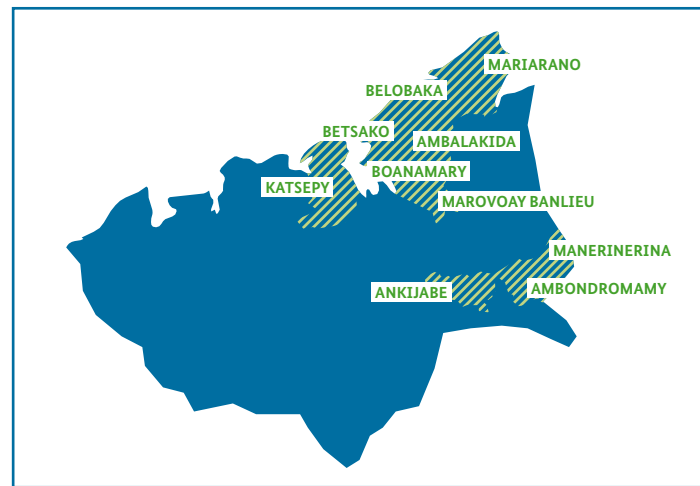 MARIARANO
BELOBAKA
BETSAKO
AMBALAKIDA
BOANAMARY
KATSEPY
MAROVOAY BANLIEU
MANERINERINA
AMBONDROMAMY
ANKIJABE